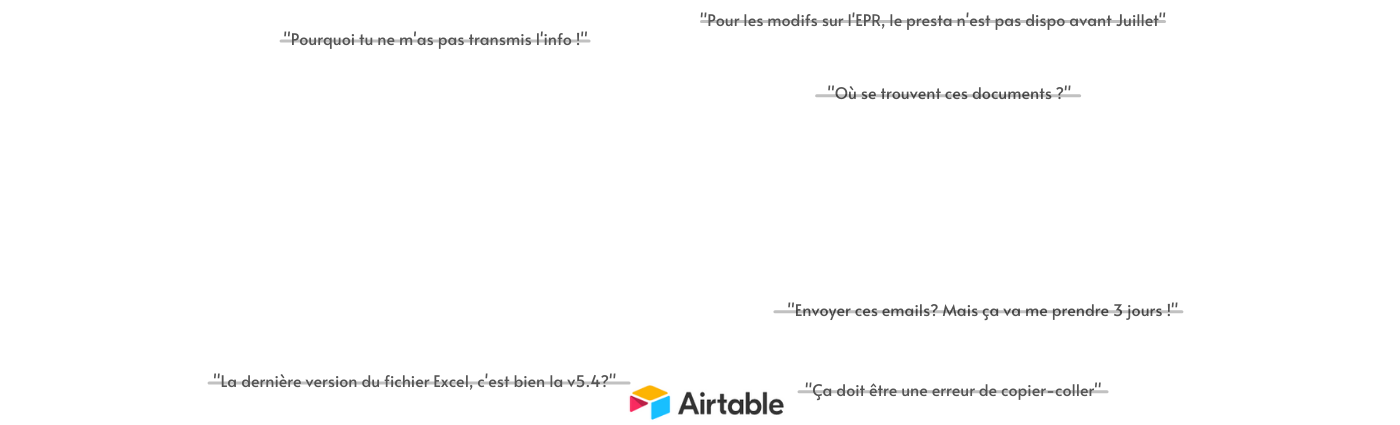 "Pour les modifs sur l'EPR, le presta n'est pas dispo avant Juillet"
"Pourquoi tu ne m'as pas transmis l'info !"
"Où se trouvent ces documents ?"
"Envoyer ces emails? Mais ça va me prendre 3 jours !"
"La dernière version du fichier Excel, c'est bien la v5.4?"
"Ça doit être une erreur de copier-coller"
Airtable